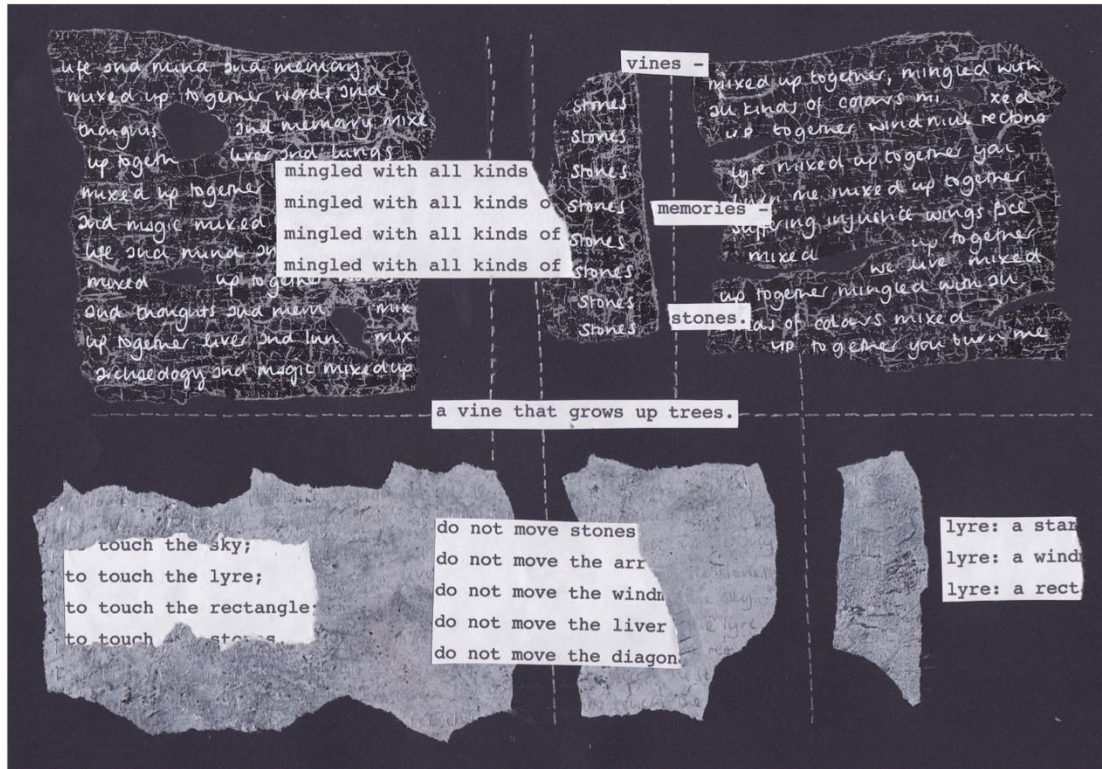 life and mind and memory
mixed up together words and
thoughts and memory mixe
up togeth liver and lungs
mixed up together
and magic mixed
life and mind an
mixed up together
and thoughts and mem mix
up together liver and lun mix
archaeology and magic mixed up
mingled with all kinds
mingled with all kinds o
mingled with all kinds of
mingled with all kinds of
stones
stones
stones
stones
stones
stones
stones
stones
vines -
memories -
stones.
mixed up together, mingled with
all kinds of colours mi xed
up together windmill rectang
lyre mixed up together you
me mixed up together
suffering injustice wings
up together
mixed we live mixed
up together mingled with all
ds of colours mixed
up together you burn me
a vine that grows up trees.
to touch the sky;
to touch the lyre;
to touch the rectangle;
to touch stones.
do not move stones
do not move the arr
do not move the windm
do not move the liver
do not move the diagon
lyre: a star
lyre: a windm
lyre: a recta